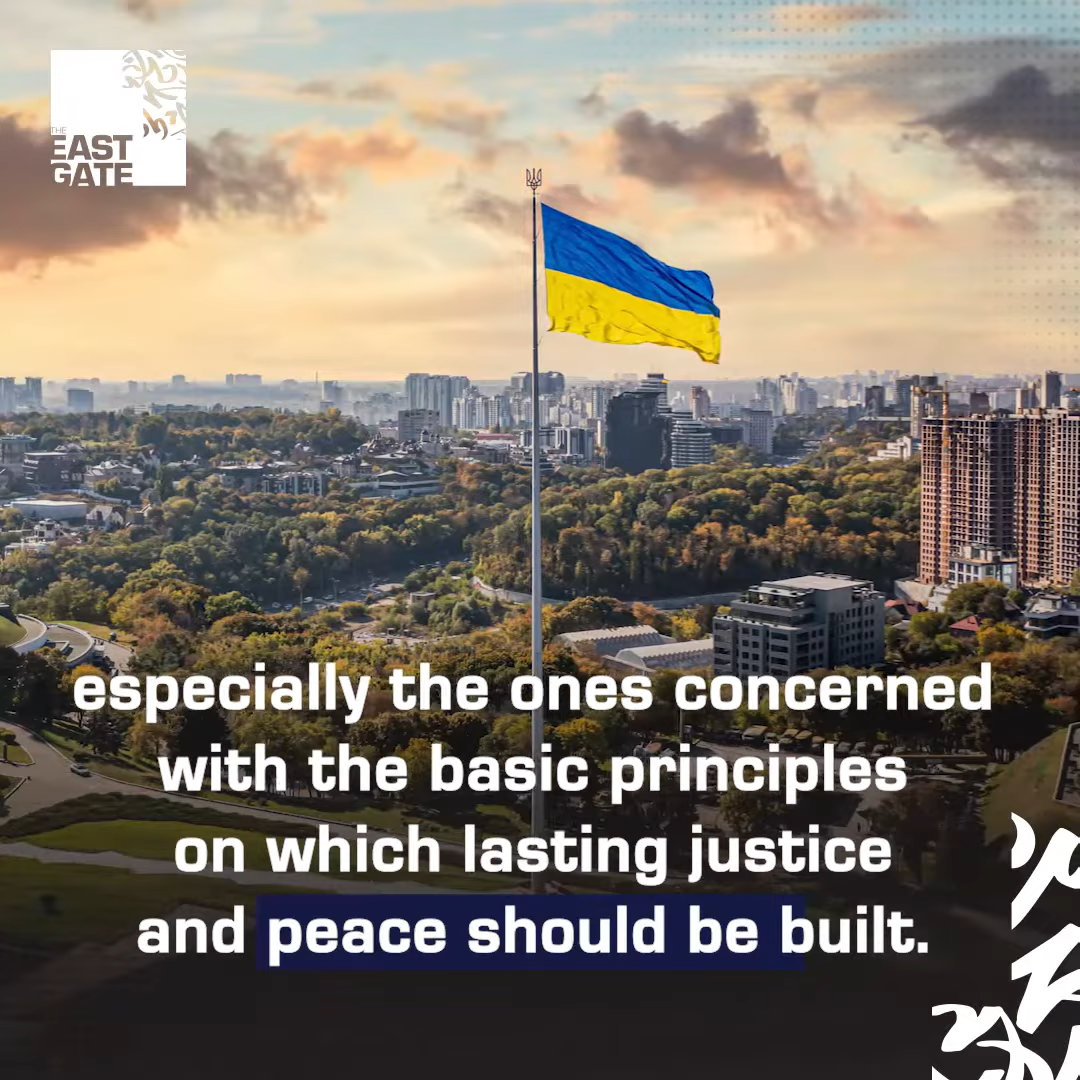 THE
EAST
GATE
especially the ones concerned
with the basic principles
on which lasting justice
and peace should be built.